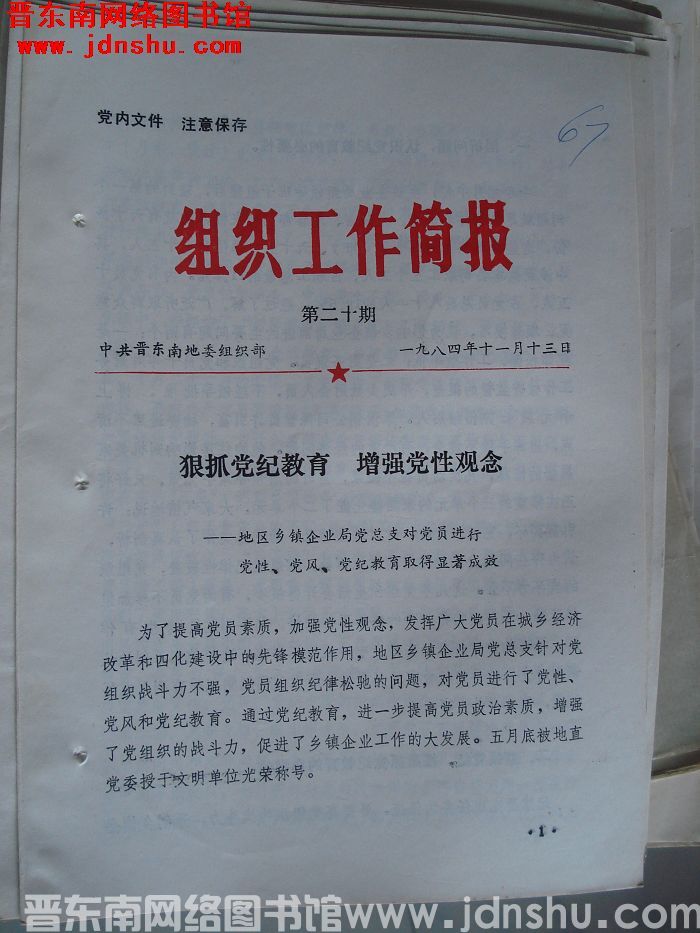 晋东南网络图书馆
www.jdnshu.com
党内文件 注意保存
67
组织工作简报
第二十期
中共晋东南地委组织部 一九八四年十一月十三日
狠抓党纪教育 增强党性观念
——地区乡镇企业局党总支对党员进行
党性、党风、党纪教育取得显著成效
为了提高党员素质，加强党性观念，发挥广大党员在城乡经济
改革和四化建设中的先锋模范作用，地区乡镇企业局党总支针对党
组织战斗力不强，党员组织纪律松驰的问题，对党员进行了党性、
党风和党纪教育。通过党纪教育，进一步提高党员政治素质，增强
了党组织的战斗力，促进了乡镇企业工作的大发展。五月底被地直
党委授于文明单位光荣称号。
·1·
晋东南网络图书馆www.jdnshu.com